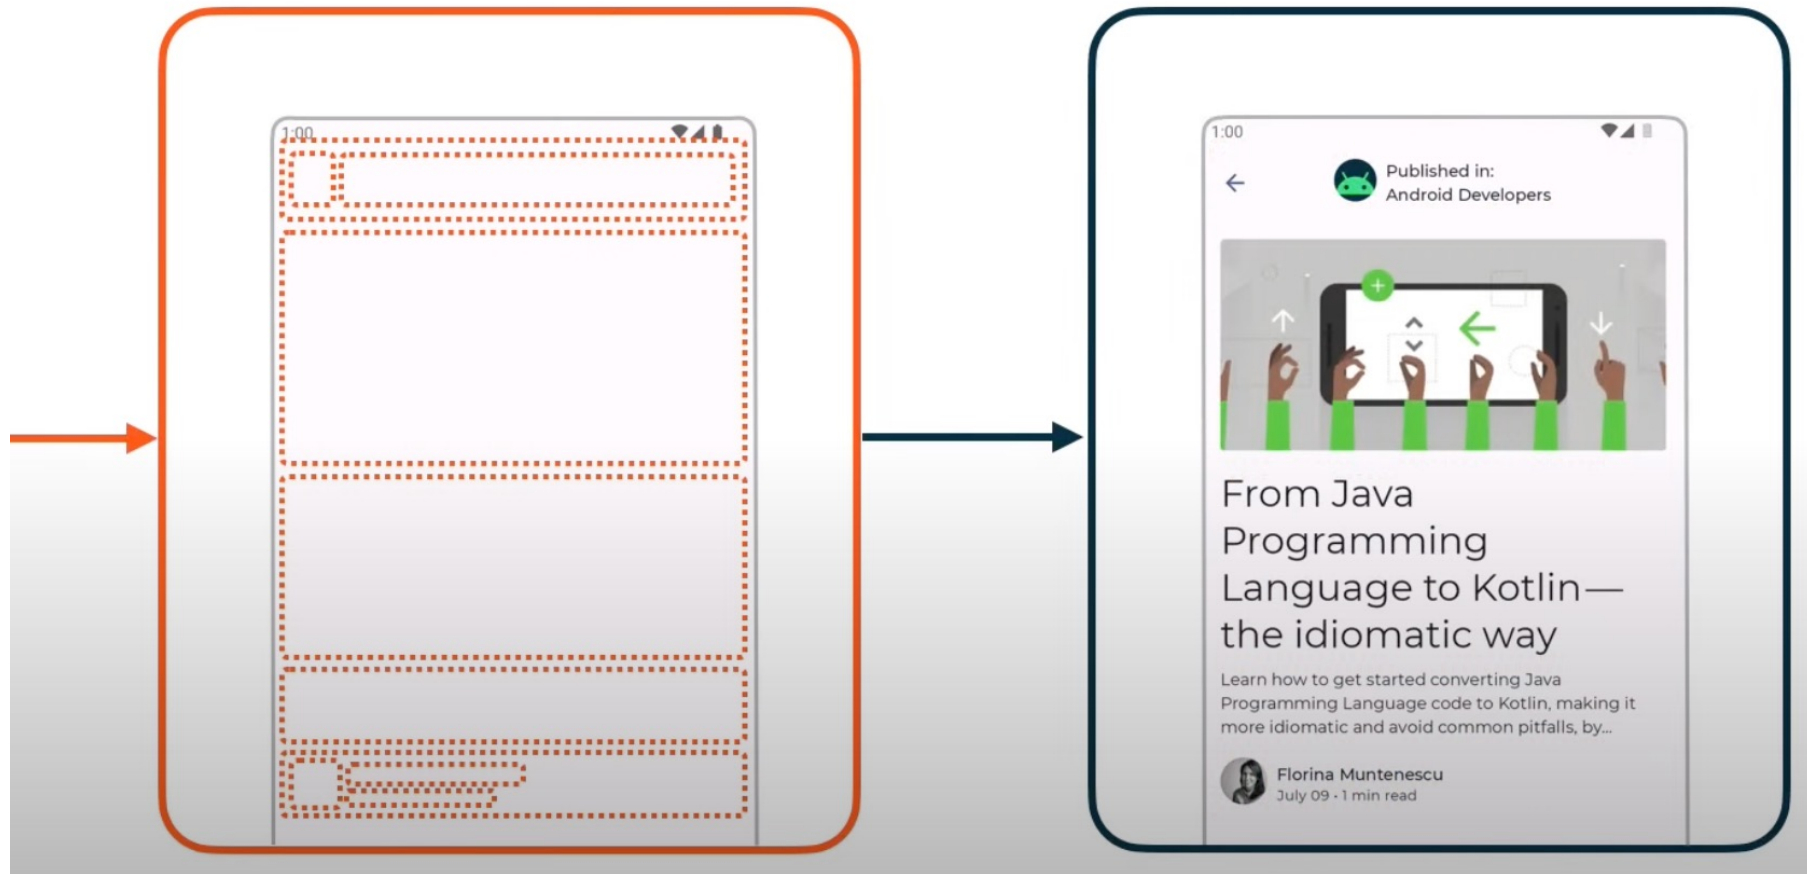 1:00
1:00
Published in:
Android Developers
From Java
Programming
Language to Kotlin—
the idiomatic way
Learn how to get started converting Java
Programming Language code to Kotlin, making it
more idiomatic and avoid common pitfalls, by...
Florina Muntenescu
July 09 • 1 min read